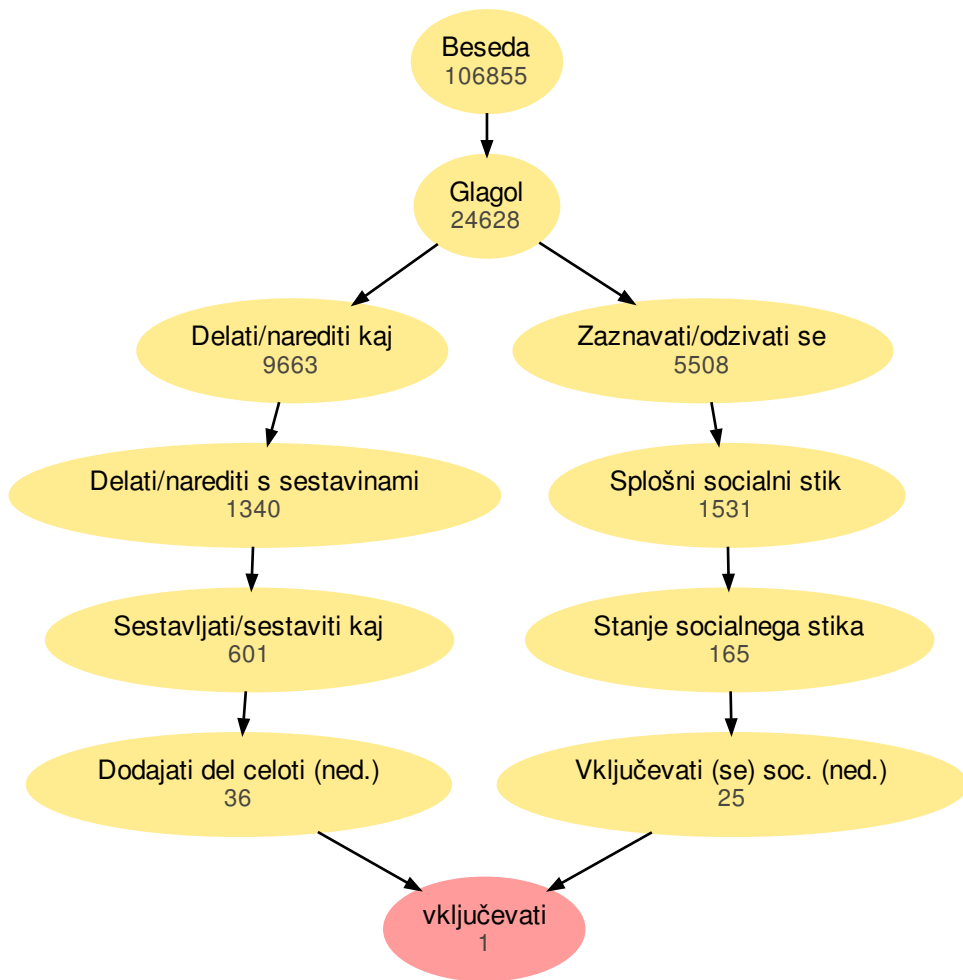 Beseda
106855
Glagol
24628
Delati/narediti kaj
9663
Zaznavati/odzivati se
5508
Delati/narediti s sestavinami
1340
Splošni socialni stik
1531
Sestavljati/sestaviti kaj
601
Stanje socialnega stika
165
Dodajati del celoti (ned.)
36
Vključevati (se) soc. (ned.)
25
vključevati
1